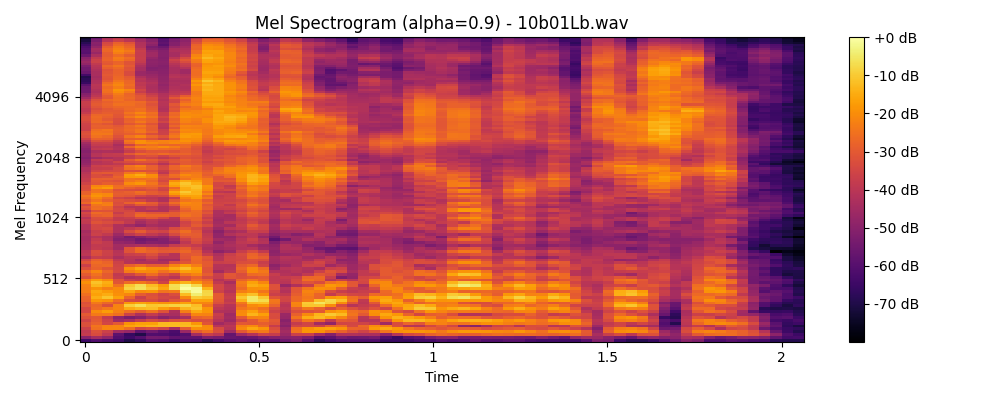 Mel Spectrogram (alpha=0.9) - 10b01Lb.wav
Mel Frequency
4096
2048
1024
512
0
0
0.5
1
1.5
2
Time
+0 dB
-10 dB
-20 dB
-30 dB
-40 dB
-50 dB
-60 dB
-70 dB